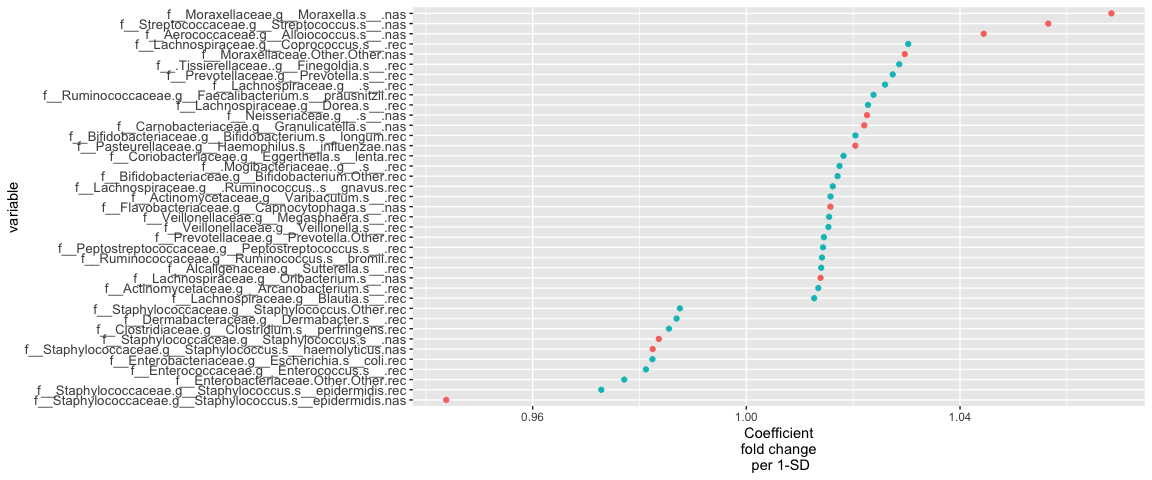 f__Moraxellaceae.g__Moraxella.s__.nas
f__Streptococcaceae.g__Streptococcus.s__.nas
f__Aerococcaceae.g__Alloiococcus.s__.nas
f__Lachnospiraceae.g__Coprococcus.s__.rec
f__Moraxellaceae.Other.Other.nas
f__.Tissierellaceae..g__Finegoldia.s__.rec
f__Prevotellaceae.g__Prevotella.s__.rec
f__Lachnospiraceae.g__.s__.rec
f__Ruminococcaceae.g__Faecalibacterium.s__prausnitzii.rec
f__Lachnospiraceae.g__Dorea.s__.rec
f__Neisseriaceae.g__.s__.nas
f__Carnobacteriaceae.g__Granulicatella.s__.nas
f__Bifidobacteriaceae.g__Bifidobacterium.s__longum.rec
f__Pasteurellaceae.g__Haemophilus.s__influenzae.nas
f__Coriobacteriaceae.g__Eggerthella.s__lenta.rec
f__.Mogibacteriaceae..g__.s__.rec
f__Bifidobacteriaceae.g__Bifidobacterium.Other.rec
f__Lachnospiraceae.g__.Ruminococcus..s__gnavus.rec
f__Actinomycetaceae.g__Varibaculum.s__.rec
f__Flavobacteriaceae.g__Capnocytophaga.s__.nas
f__Veillonellaceae.g__Megasphaera.s__.rec
f__Veillonellaceae.g__Veillonella.s__.rec
f__Prevotellaceae.g__Prevotella.Other.rec
f__Peptostreptococcaceae.g__Peptostreptococcus.s__.rec
f__Ruminococcaceae.g__Ruminococcus.s__bromii.rec
f__Alcaligenaceae.g__Sutterella.s__.rec
f__Lachnospiraceae.g__Oribacterium.s__.nas
f__Actinomycetaceae.g__Arcanobacterium.s__.rec
f__Lachnospiraceae.g__Blautia.s__.rec
f__Staphylococcaceae.g__Staphylococcus.Other.rec
f__Dermabacteraceae.g__Dermabacter.s__.rec
f__Clostridiaceae.g__Clostridium.s__perfringens.rec
f__Staphylococcaceae.g__Staphylococcus.s__.nas
f__Staphylococcaceae.g__Staphylococcus.s__haemolyticus.nas
f__Enterobacteriaceae.g__Escherichia.s__coli.rec
f__Enterococcaceae.g__Enterococcus.s__.rec
f__Enterobacteriaceae.Other.Other.rec
f__Staphylococcaceae.g__Staphylococcus.s__epidermidis.rec
f__Staphylococcaceae.g__Staphylococcus.s__epidermidis.nas
variable
0.96 1.00 1.04
Coefficient
fold change
per 1-SD